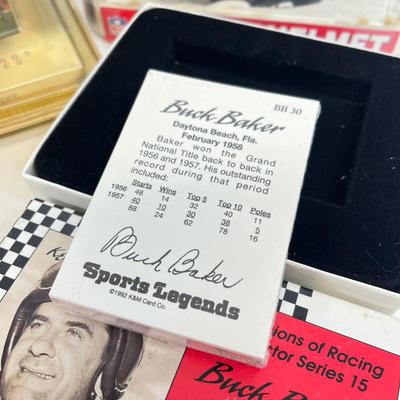 NFL
HELMET
BB 30
Buck Baker
Daytona Beach, Fla.
February 1958
Baker won the Grand
National Title back to back in
1956 and 1957. His outstanding
record during that period
included:
Starts Wins Top 5 Top 10 Poles
1956 48 14 32 40 11
1957 40 10 30 38 5
88 24 62 78 16
Buck Baker
Sports Legends
©1992 K&M Card Co.
ions of Racing
ctor Series 15
Buck B